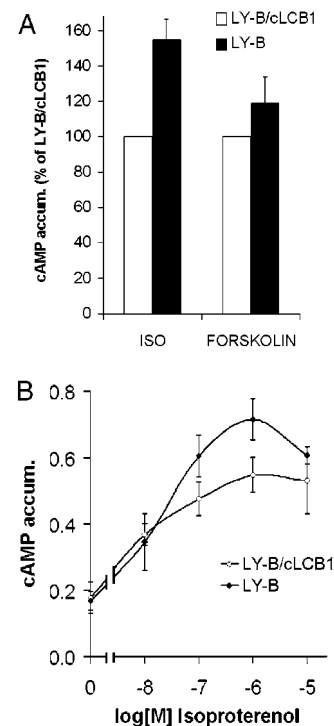 A
LY-B/cLCB1
LY-B
cAMP accum. (% of LY-B/cLCB1)
160
140
120
100
80
60
40
20
0
ISO FORSKOLIN
B
cAMP accum.
0.8
0.6
0.4
0.2
0.0
LY-B/cLCB1
LY-B
0 -8 -7 -6 -5
log[M] Isoproterenol